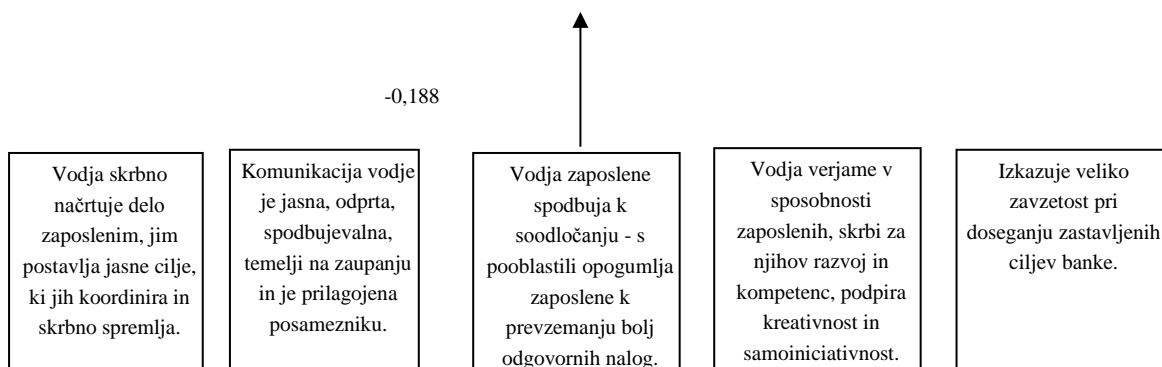 -0,188
Vodja skrbno
načrtuje delo
zaposlenim, jim
postavlja jasne cilje,
ki jih koordinira in
skrbno spremlja.
Komunikacija vodje
je jasna, odprta,
spodbujevalna,
temelji na zaupanju
in je prilagojena
posamezniku.
Vodja zaposlene
spodbuja k
soodločanju - s
pooblastili opogumlja
zaposlene k
prevzemanju bolj
odgovornih nalog.
Vodja verjame v
sposobnosti
zaposlenih, skrbi za
njihov razvoj in
kompetenc, podpira
kreativnost in
samoiniciativnost.
Izkazuje veliko
zavzetost pri
doseganju zastavljenih
ciljev banke.